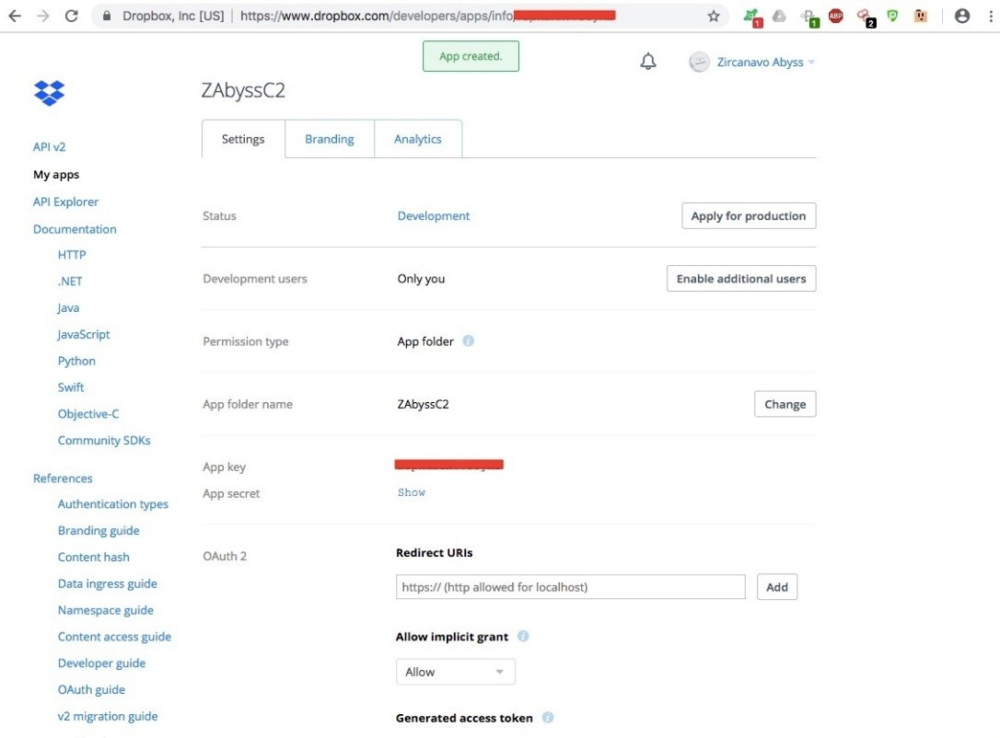 Dropbox, Inc [US] | https://www.dropbox.com/developers/apps/info/
1
1
ABP
2
App created.
Zircanavo Abyss
ZAbyssC2
Settings
Branding
Analytics
API v2
My apps
API Explorer
Documentation
HTTP
.NET
Java
JavaScript
Python
Swift
Objective-C
Community SDKs
References
Authentication types
Branding guide
Content hash
Data ingress guide
Namespace guide
Content access guide
Developer guide
OAuth guide
v2 migration guide
Status
Development
Apply for production
Development users
Only you
Enable additional users
Permission type
App folder
App folder name
ZAbyssC2
Change
App key
App secret
Show
OAuth 2
Redirect URIs
https:// (http allowed for localhost)
Add
Allow implicit grant
Allow
Generated access token